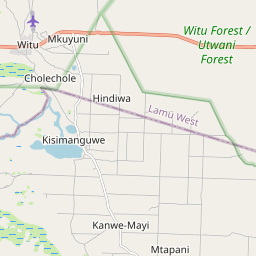 Mkuyuni
Witu
Witu Forest /
Utwani
Forest
Cholechole
Hindiwa
Lamu West
Kisimanguwe
Kanwe-Mayi
Mtapani